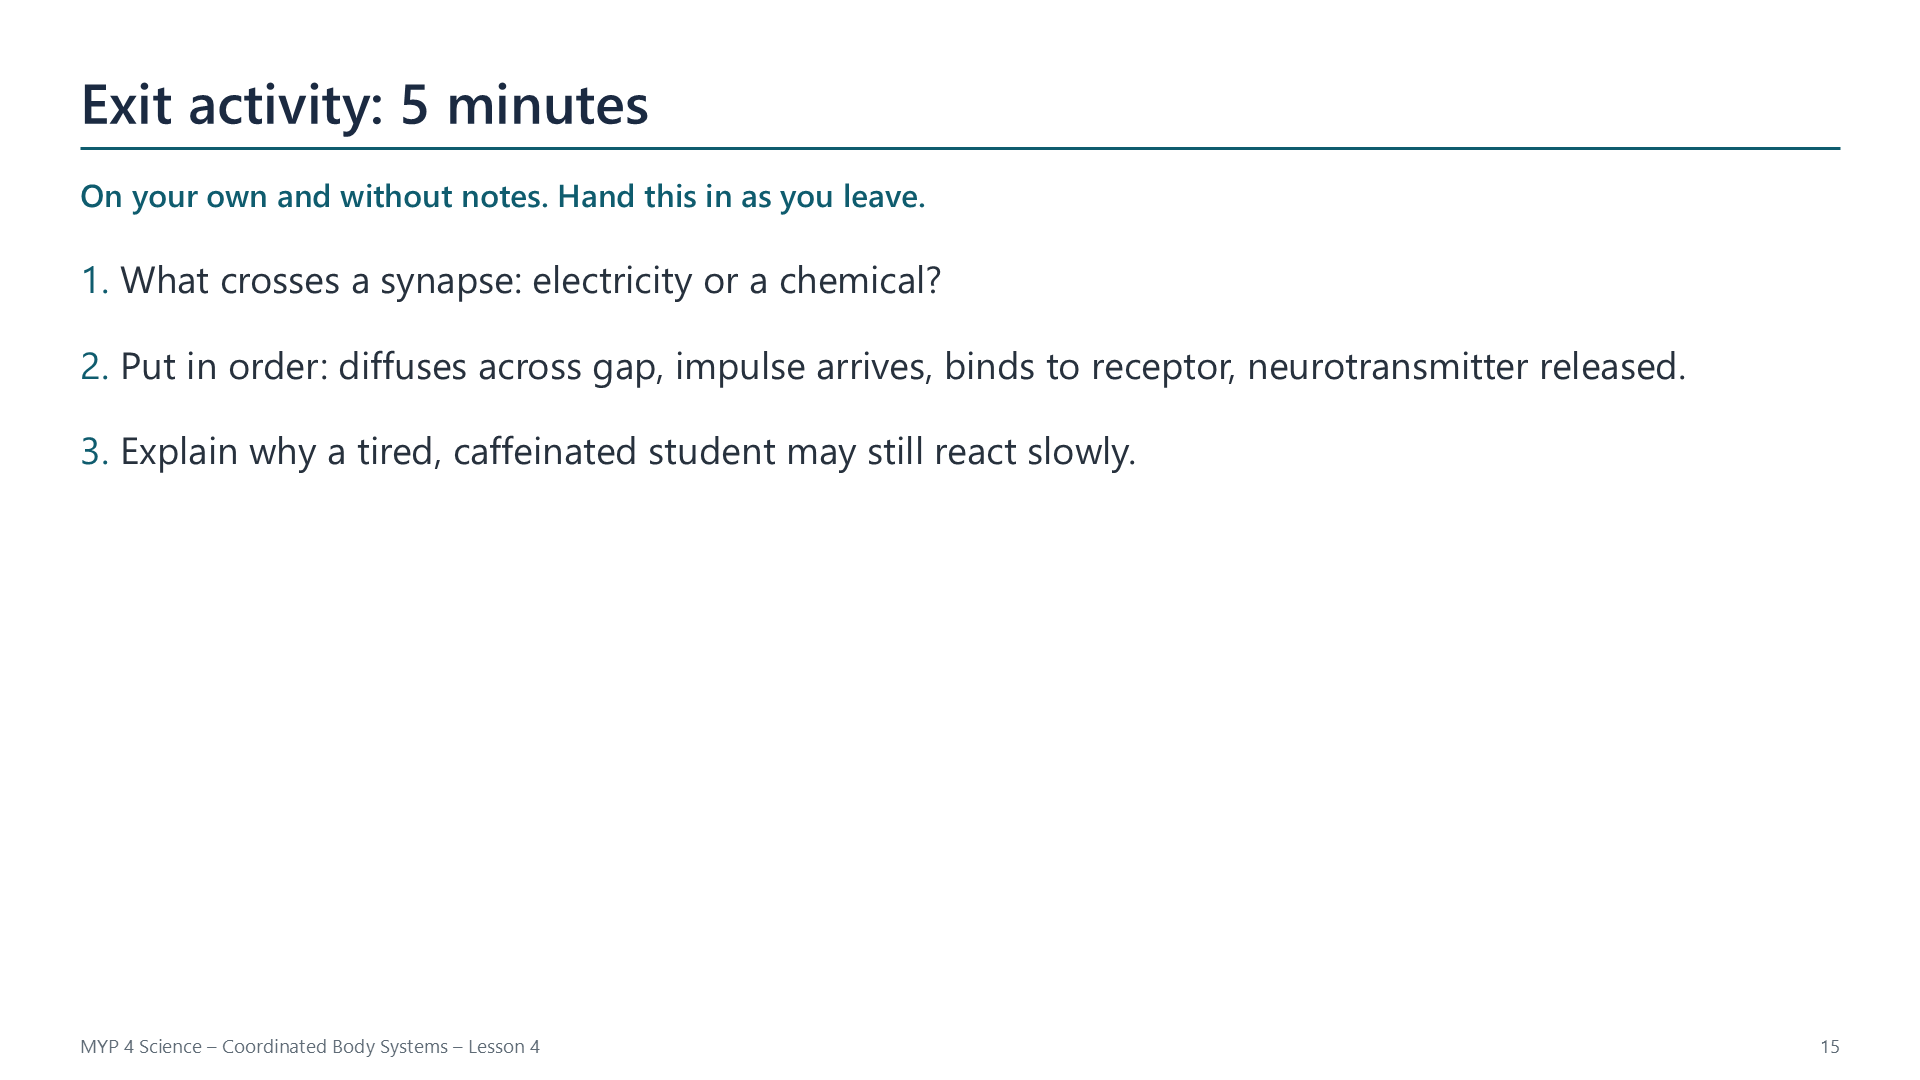 Exit activity: 5 minutes
On your own and without notes. Hand this in as you leave.
1. What crosses a synapse: electricity or a chemical?
2. Put in order: diffuses across gap, impulse arrives, binds to receptor, neurotransmitter released.
3. Explain why a tired, caffeinated student may still react slowly.
MYP 4 Science – Coordinated Body Systems – Lesson 4
15